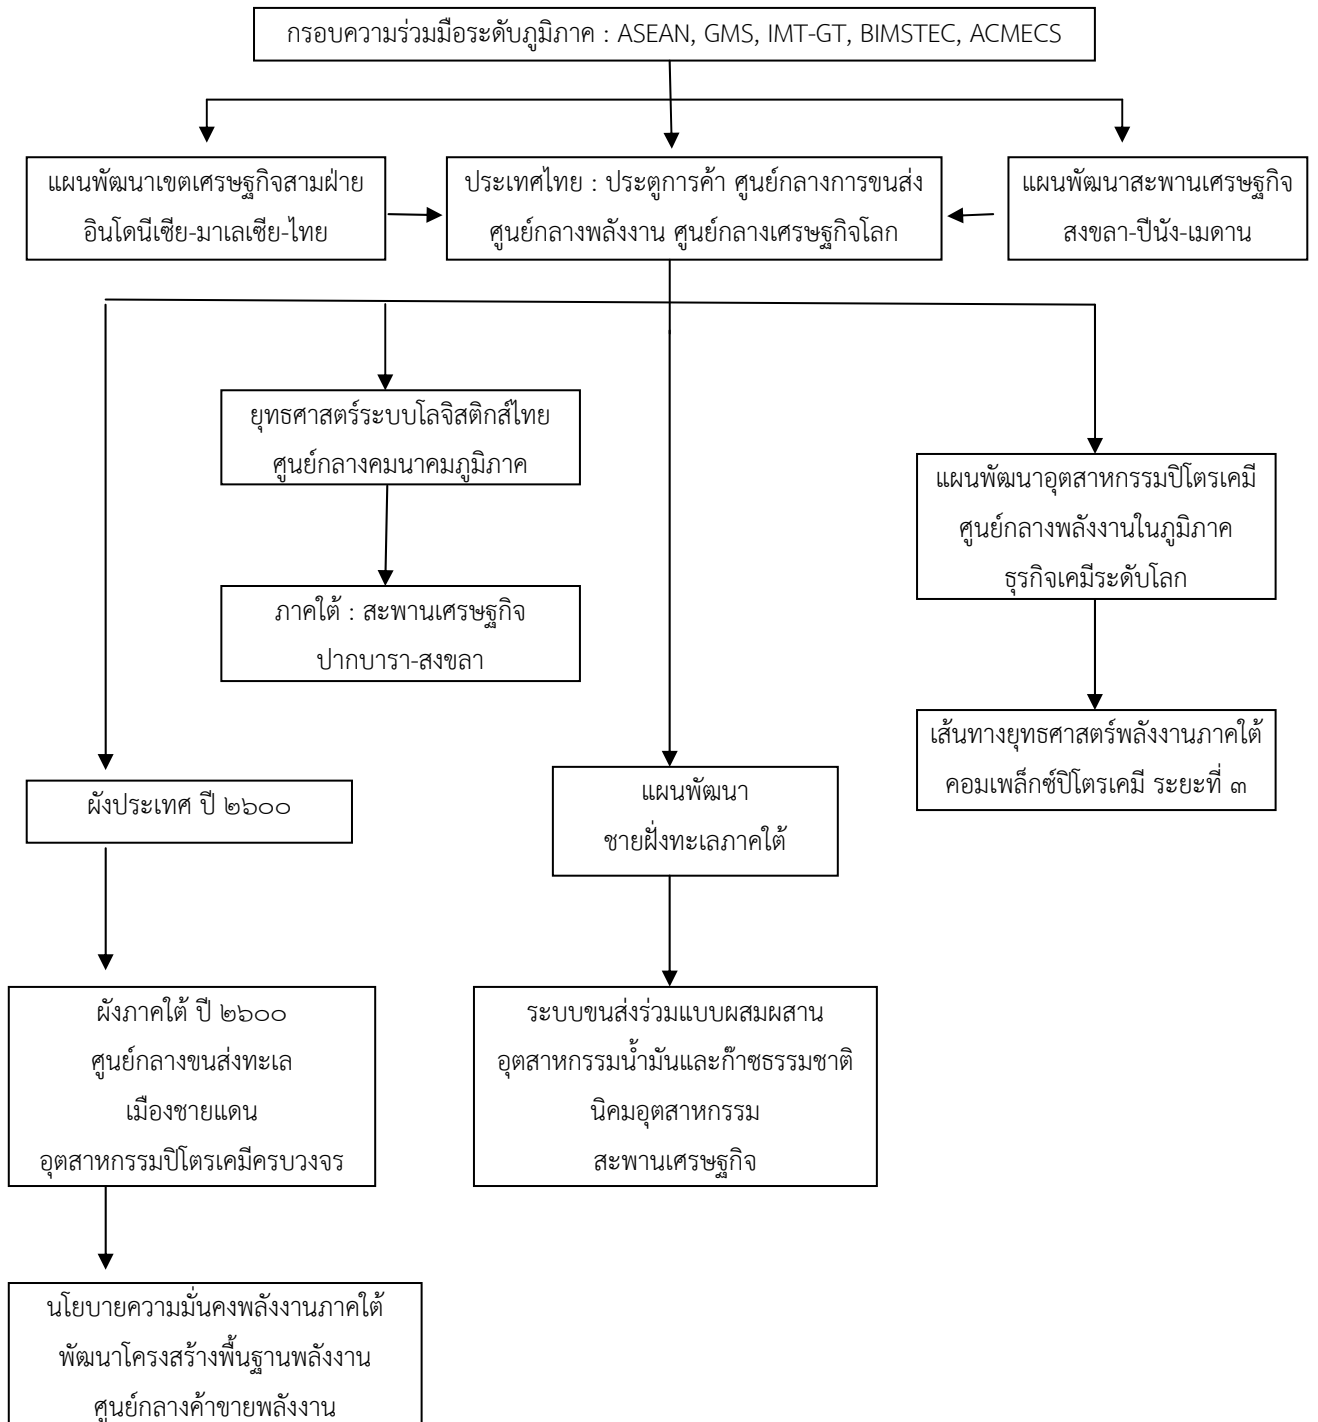 กรอบความร่วมมือระดับภูมิภาค : ASEAN, GMS, IMT-GT, BIMSTEC, ACMECS
แผนพัฒนาเขตเศรษฐกิจสามฝ่าย
อินโดนีเซีย-มาเลเซีย-ไทย
ประเทศไทย : ประตูการค้า ศูนย์กลางการขนส่ง
ศูนย์กลางพลังงาน ศูนย์กลางเศรษฐกิจโลก
แผนพัฒนาสะพานเศรษฐกิจ
สงขลา-ปีนัง-เมดาน
ยุทธศาสตร์ระบบโลจิสติกส์ไทย
ศูนย์กลางคมนาคมภูมิภาค
แผนพัฒนาอุตสาหกรรมปิโตรเคมี
ศูนย์กลางพลังงานในภูมิภาค
ธุรกิจเคมีระดับโลก
ภาคใต้ : สะพานเศรษฐกิจ
ปากบารา-สงขลา
เส้นทางยุทธศาสตร์พลังงานภาคใต้
คอมเพล็กซ์ปิโตรเคมี ระยะที่ ๓
ผังประเทศ ปี ๒๖๐๐
แผนพัฒนา
ชายฝั่งทะเลภาคใต้
ผังภาคใต้ ปี ๒๖๐๐
ศูนย์กลางขนส่งทะเล
เมืองชายแดน
อุตสาหกรรมปิโตรเคมีครบวงจร
ระบบขนส่งร่วมแบบผสมผสาน
อุตสาหกรรมน้ำมันและก๊าซธรรมชาติ
นิคมอุตสาหกรรม
สะพานเศรษฐกิจ
นโยบายความมั่นคงพลังงานภาคใต้
พัฒนาโครงสร้างพื้นฐานพลังงาน
ศูนย์กลางค้าขายพลังงาน